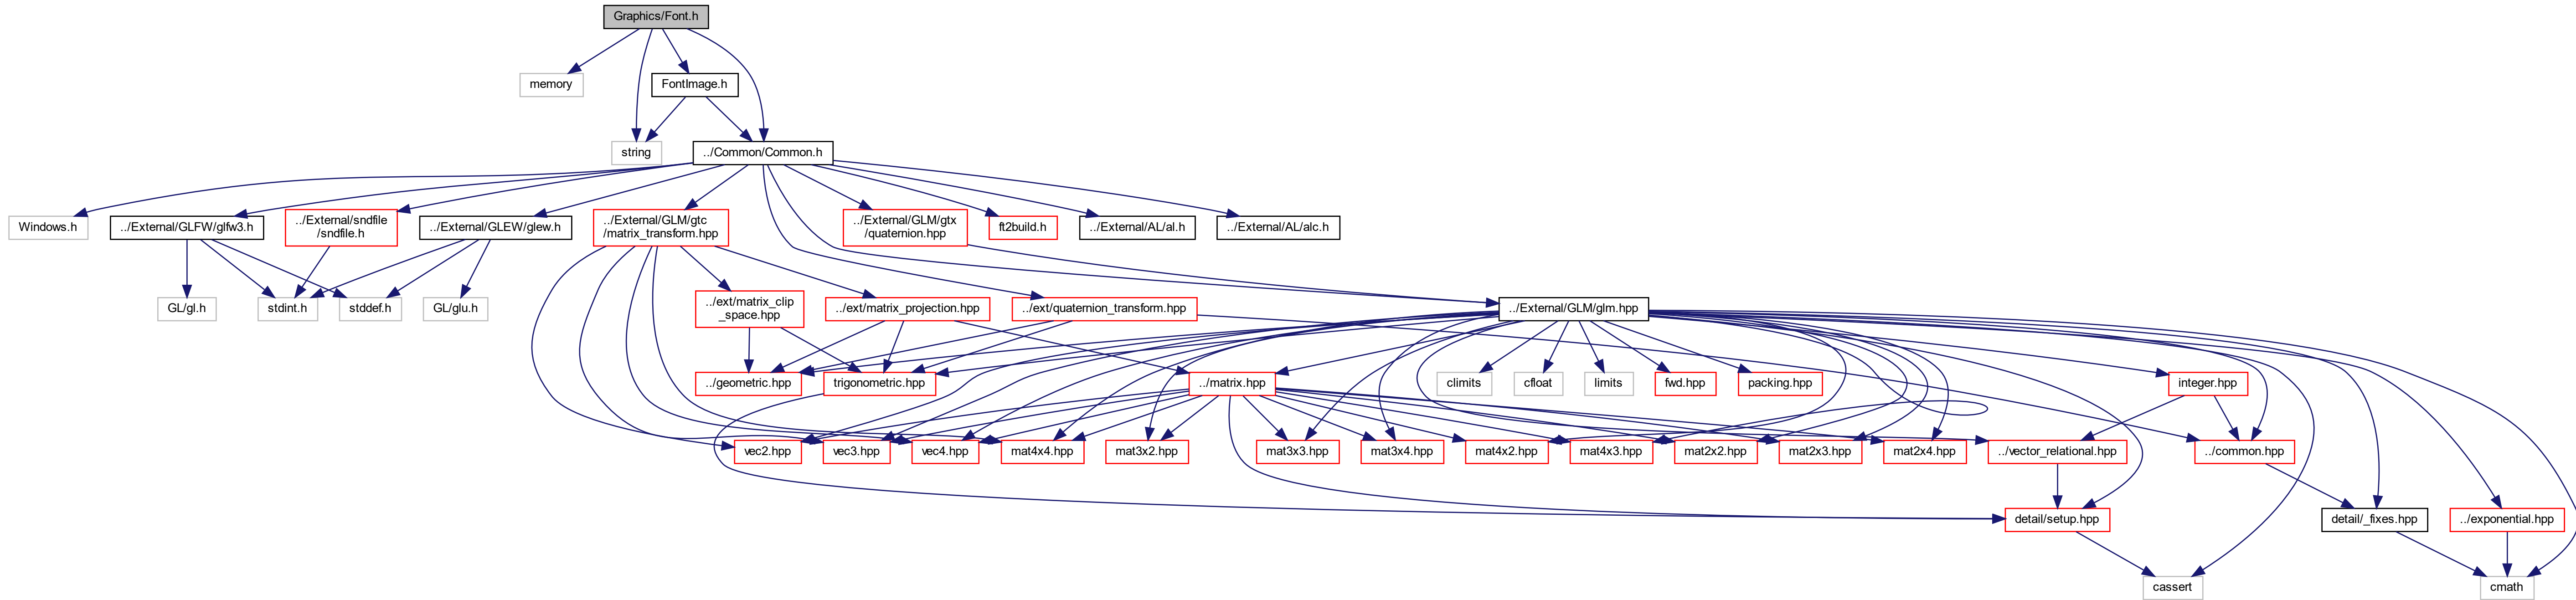 Graphics/Font.h
memory
FontImage.h
string
../Common/Common.h
Windows.h
../External/GLFW/glfw3.h
../External/sndfile
/sndfile.h
../External/GLEW/glew.h
../External/GLM/gtc
/matrix_transform.hpp
../External/GLM/gtx
/quaternion.hpp
ft2build.h
../External/AL/al.h
../External/AL/alc.h
GL/gl.h
stdint.h
stddef.h
GL/glu.h
../ext/matrix_clip
_space.hpp
../ext/matrix_projection.hpp
../ext/quaternion_transform.hpp
../External/GLM/glm.hpp
../geometric.hpp
trigonometric.hpp
../matrix.hpp
climits
cfloat
limits
fwd.hpp
packing.hpp
integer.hpp
vec2.hpp
vec3.hpp
vec4.hpp
mat4x4.hpp
mat3x2.hpp
mat3x3.hpp
mat3x4.hpp
mat4x2.hpp
mat4x3.hpp
mat2x2.hpp
mat2x3.hpp
mat2x4.hpp
../vector_relational.hpp
../common.hpp
detail/setup.hpp
detail/_fixes.hpp
../exponential.hpp
cassert
cmath